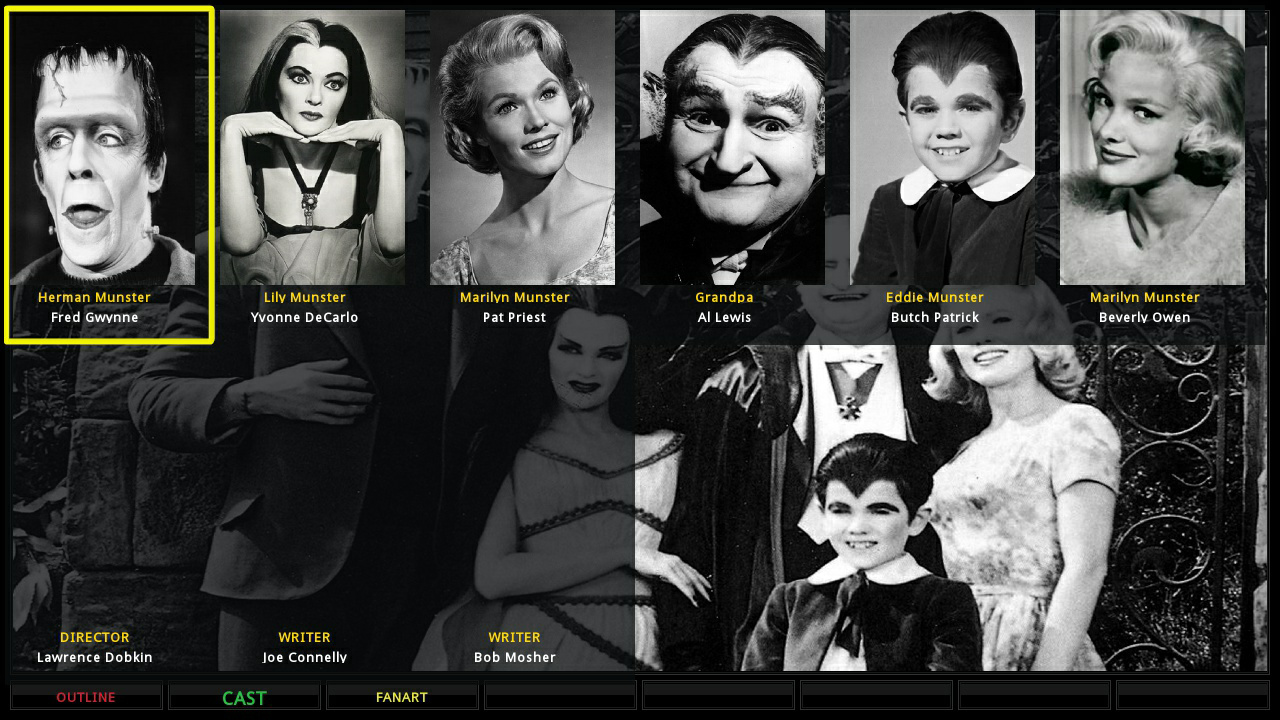 Herman Munster
Fred Gwynne
Lily Munster
Yvonne DeCarlo
Marilyn Munster
Pat Priest
Grandpa
Al Lewis
Eddie Munster
Butch Patrick
Marilyn Munster
Beverly Owen
DIRECTOR
Lawrence Dobkin
WRITER
Joe Connelly
WRITER
Bob Mosher
OUTLINE
CAST
FANART